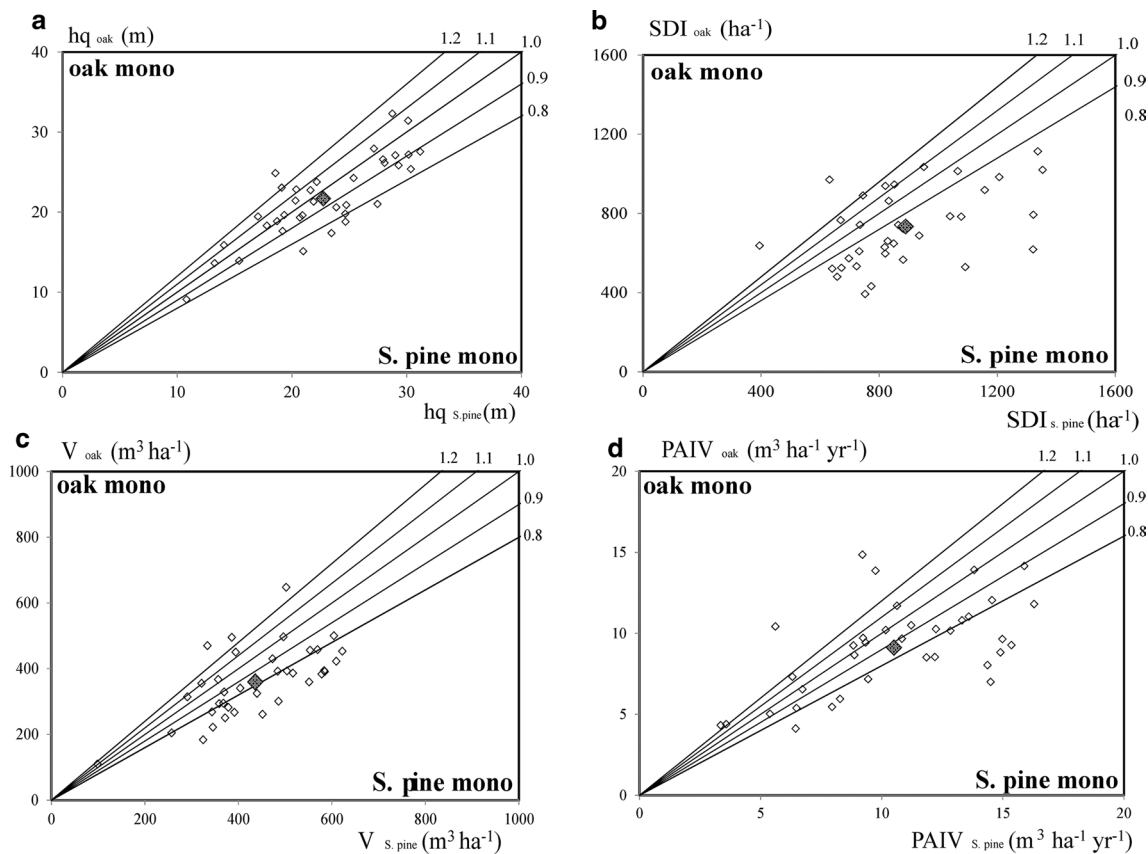 a
hq oak (m)
1.2 1.1 1.0
40
oak mono
0.9
0.8
30
20
10
0
S. pine mono
0 10 20 30 40
hq S.pine (m)
b
SDI oak (ha-1)
1.2 1.1 1.0
1600
oak mono
0.9
0.8
1200
800
400
0
S. pine mono
0 400 800 1200 1600
SDI s. pine (ha-1)
c
V oak (m3 ha-1)
1.2 1.1 1.0
1000
oak mono
0.9
0.8
800
600
400
200
0
S. pine mono
0 200 400 600 800 1000
V S. pine (m3 ha-1)
d
PAIV oak (m3 ha-1 yr-1)
1.2 1.1 1.0
20
oak mono
0.9
0.8
15
10
5
0
S. pine mono
0 5 10 15 20
PAIV S. pine (m3 ha-1 yr-1)